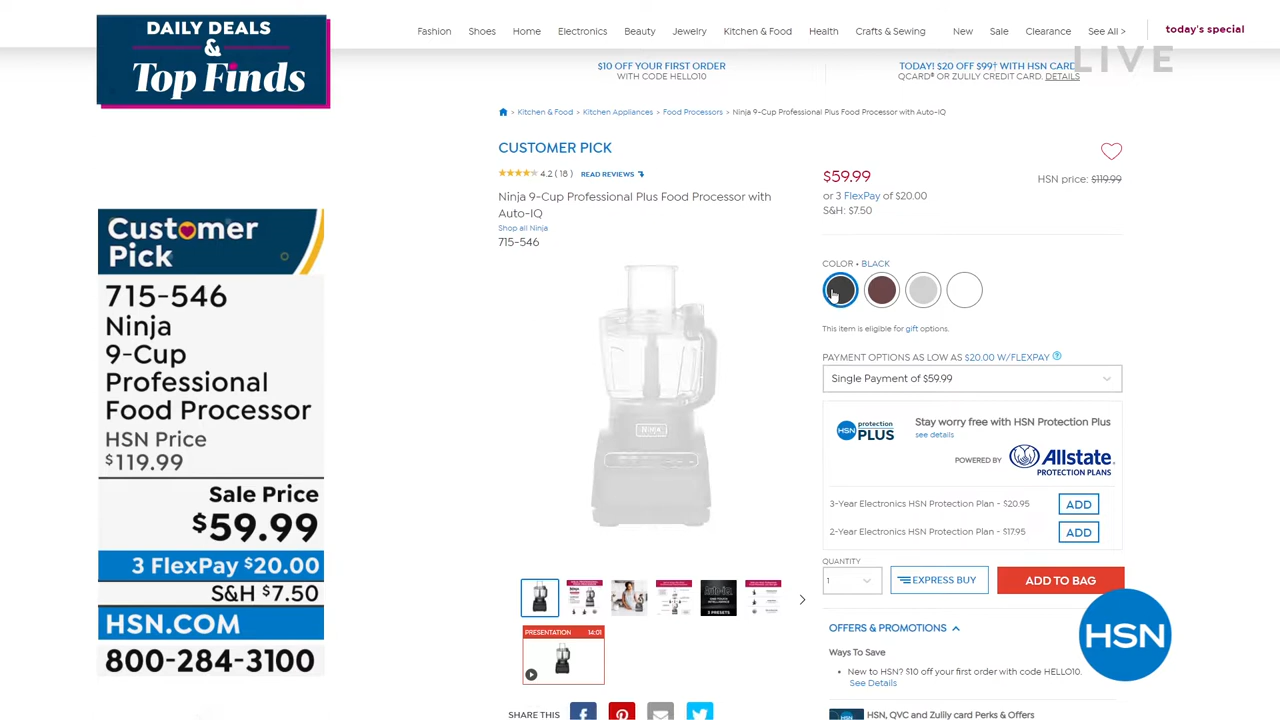 DAILY DEALS
&
Top Finds
Fashion Shoes Home Electronics Beauty Jewelry Kitchen & Food Health Crafts & Sewing New Sale Clearance See All > today's special
LIVE
$10 OFF YOUR FIRST ORDER
WITH CODE HELLO10
TODAY! $20 OFF $99† WITH HSN CARD,
QCARD® OR ZULILY CREDIT CARD. DETAILS
> Kitchen & Food > Kitchen Appliances > Food Processors > Ninja 9-Cup Professional Plus Food Processor with Auto-IQ
CUSTOMER PICK
4.2 ( 18 ) READ REVIEWS
Ninja 9-Cup Professional Plus Food Processor with
Auto-IQ
Shop all Ninja
715-546
$59.99
HSN price: $119.99
or 3 FlexPay of $20.00
S&H: $7.50
COLOR • BLACK
This item is eligible for gift options.
PAYMENT OPTIONS AS LOW AS $20.00 W/FLEXPAY ?
Single Payment of $59.99
HSN protection PLUS
Stay worry free with HSN Protection Plus
see details
POWERED BY Allstate
PROTECTION PLANS
3-Year Electronics HSN Protection Plan - $20.95 ADD
2-Year Electronics HSN Protection Plan - $17.95 ADD
QUANTITY
1 EXPRESS BUY ADD TO BAG
OFFERS & PROMOTIONS
Ways To Save
• New to HSN? $10 off your first order with code HELLO10.
See Details
HSN, QVC and Zulily card Perks & Offers
NINJA
PRESENTATION 14:01
SHARE THIS
Customer
Pick
715-546
Ninja
9-Cup
Professional
Food Processor
HSN Price
$119.99
Sale Price
$59.99
3 FlexPay $20.00
S&H $7.50
HSN.COM
800-284-3100
HSN